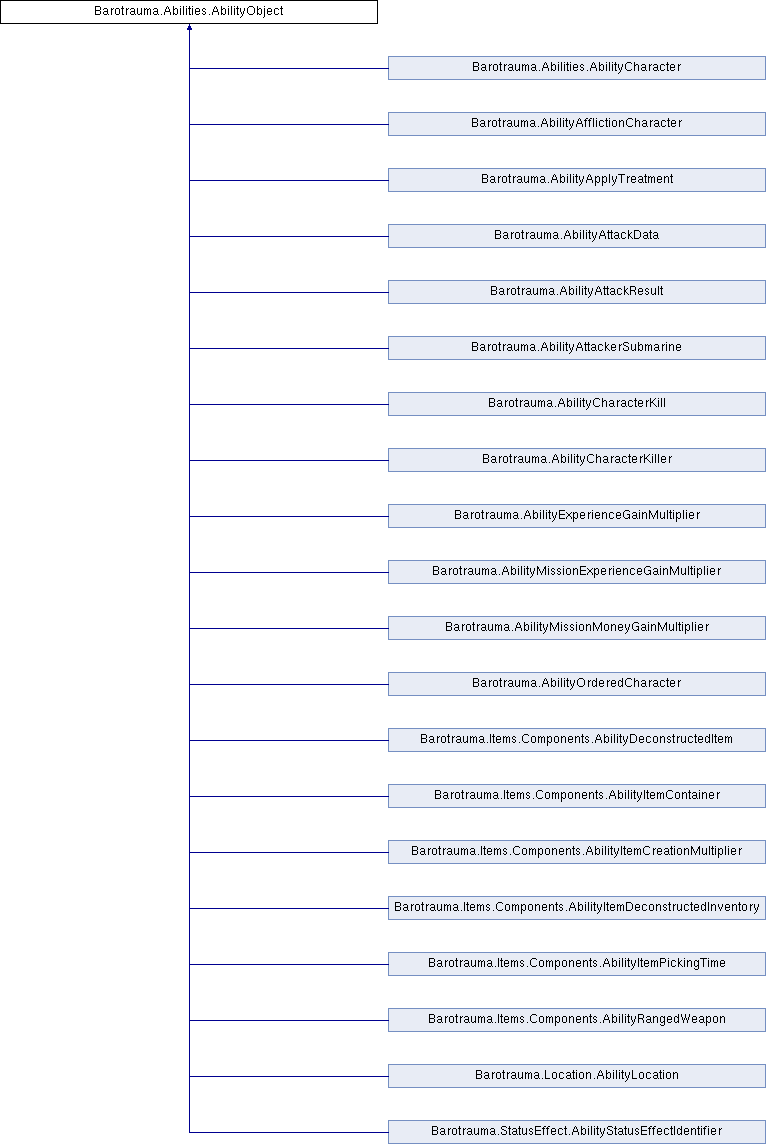 Barotrauma.Abilities.AbilityObject
Barotrauma.Abilities.AbilityCharacter
Barotrauma.AbilityAfflictionCharacter
Barotrauma.AbilityApplyTreatment
Barotrauma.AbilityAttackData
Barotrauma.AbilityAttackResult
Barotrauma.AbilityAttackerSubmarine
Barotrauma.AbilityCharacterKill
Barotrauma.AbilityCharacterKiller
Barotrauma.AbilityExperienceGainMultiplier
Barotrauma.AbilityMissionExperienceGainMultiplier
Barotrauma.AbilityMissionMoneyGainMultiplier
Barotrauma.AbilityOrderedCharacter
Barotrauma.Items.Components.AbilityDeconstructedItem
Barotrauma.Items.Components.AbilityItemContainer
Barotrauma.Items.Components.AbilityItemCreationMultiplier
Barotrauma.Items.Components.AbilityItemDeconstructedInventory
Barotrauma.Items.Components.AbilityItemPickingTime
Barotrauma.Items.Components.AbilityRangedWeapon
Barotrauma.Location.AbilityLocation
Barotrauma.StatusEffect.AbilityStatusEffectIdentifier